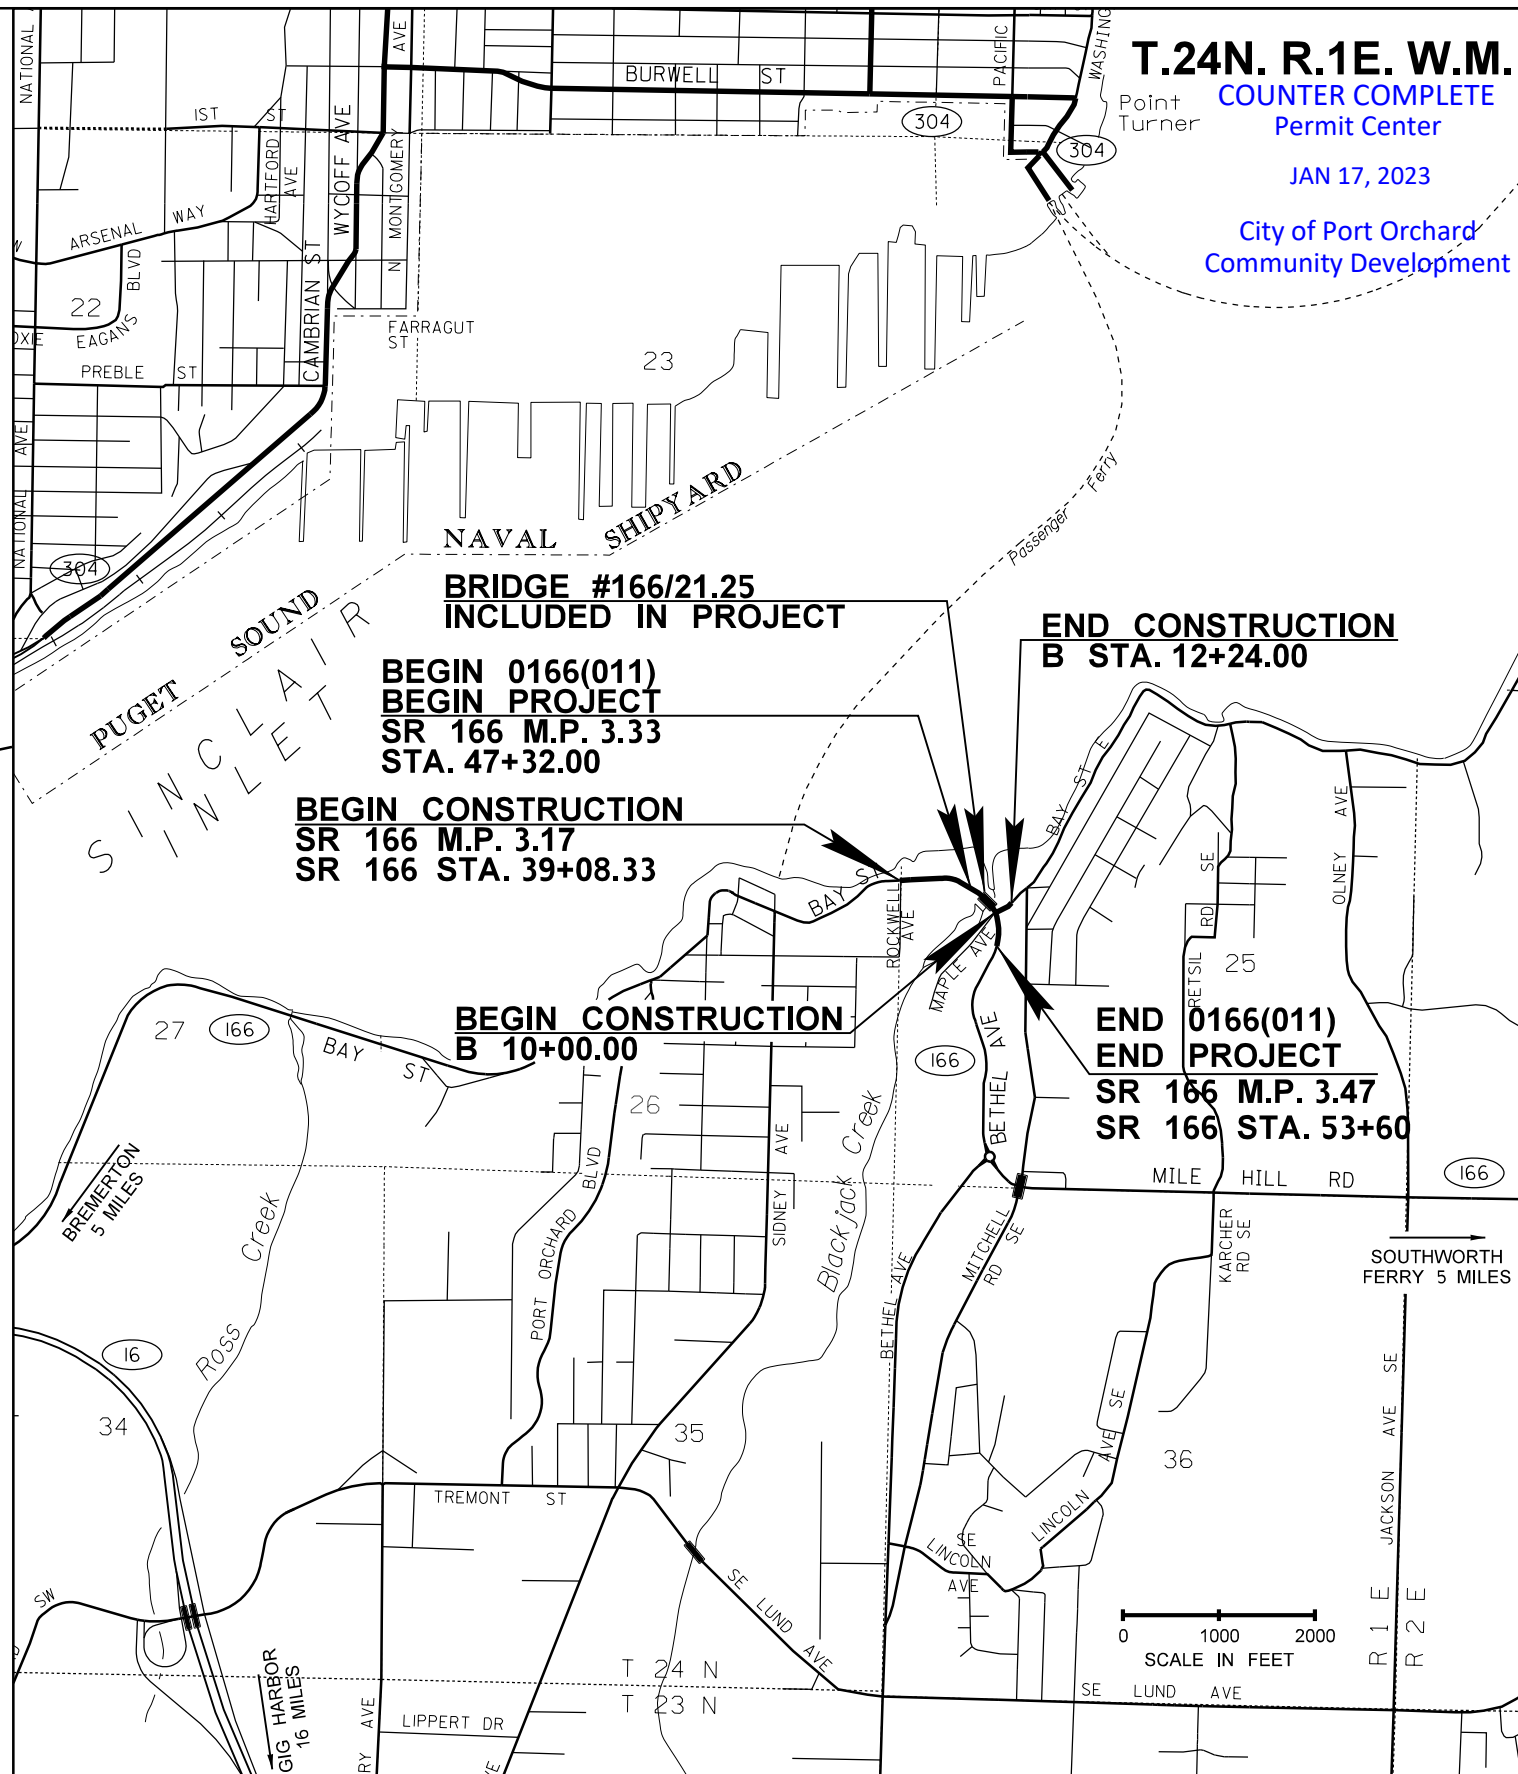 T.24N. R.1E. W.M.
COUNTER COMPLETE
Permit Center
JAN 17, 2023
City of Port Orchard
Community Development
NATIONAL
AVE
BURWELL ST
PACIFIC
WASHING
Point
Turner
304
304
IST ST
HARTFORD
AVE
WYCOFF AVE
N MONTGOMERY
ARSENAL WAY
W
BLVD
22
OXIE EAGANS
CAMBRIAN ST
FARRAGUT
ST
23
PREBLE ST
NATIONAL AVE
304
PUGET SOUND NAVAL SHIPYARD
SINCLAIR
INLET
Passenger Ferry
BRIDGE #166/21.25
INCLUDED IN PROJECT
END CONSTRUCTION
B STA. 12+24.00
BEGIN 0166(011)
BEGIN PROJECT
SR 166 M.P. 3.33
STA. 47+32.00
BEGIN CONSTRUCTION
SR 166 M.P. 3.17
SR 166 STA. 39+08.33
BAY ST E
BAY ST
ROCKWELL
AVE
MAPLE AVE
RETSIL RD SE
OLNEY AVE
25
27
166
BAY ST
BEGIN CONSTRUCTION
B 10+00.00
166
BETHEL AVE
END 0166(011)
END PROJECT
SR 166 M.P. 3.47
SR 166 STA. 53+60
26
BREMERTON
5 MILES
Ross Creek
PORT ORCHARD BLVD
SIDNEY AVE
Blackjack Creek
MILE HILL RD
166
BETHEL AVE
MITCHELL
RD SE
KARCHER
RD SE
SOUTHWORTH
FERRY 5 MILES
16
34
35
36
TREMONT ST
LINCOLN AVE SE
SE
LINCOLN
AVE
JACKSON AVE SE
SW
SE LUND AVE
0 1000 2000
SCALE IN FEET
R 1 E
R 2 E
T 24 N
T 23 N
SE LUND AVE
GIG HARBOR
16 MILES
RY AVE
LIPPERT DR
VE